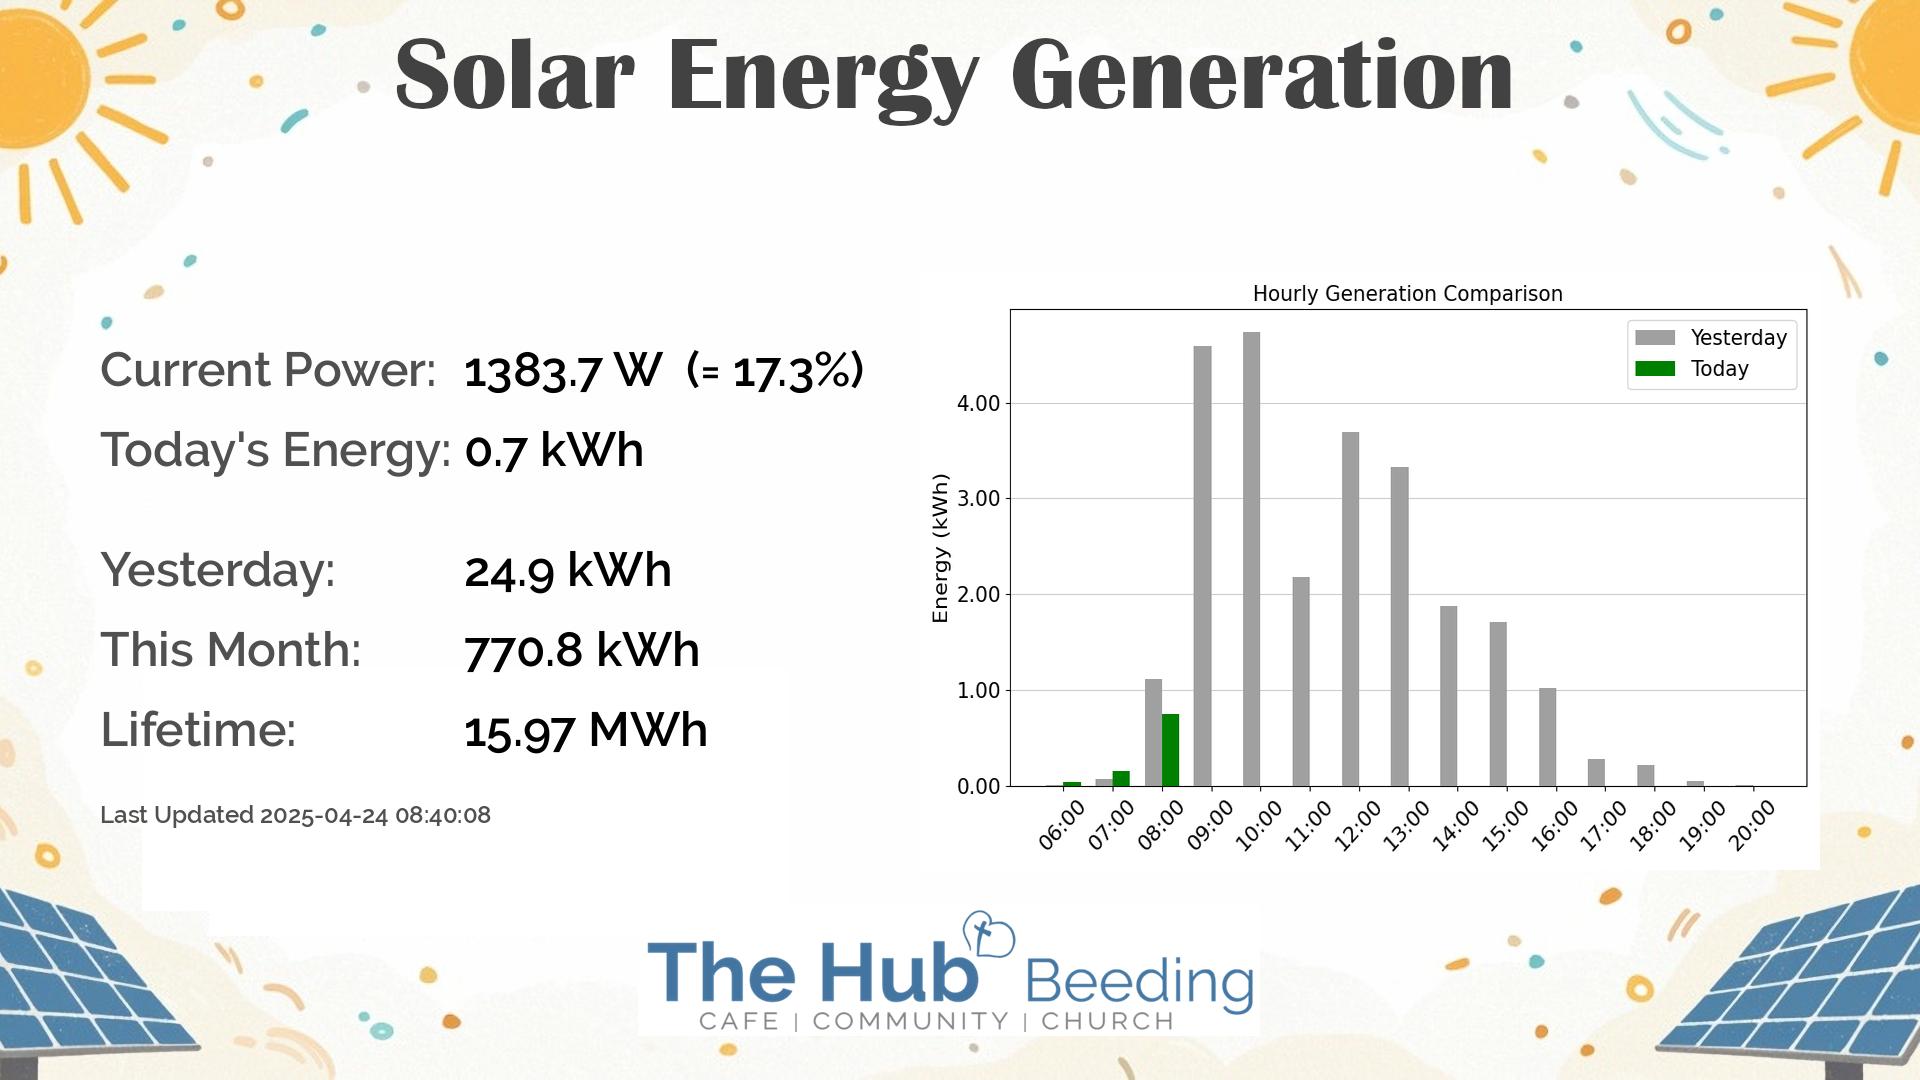 Solar Energy Generation
Current Power: 1383.7 W (= 17.3%)
Today's Energy: 0.7 kWh
Yesterday: 24.9 kWh
This Month: 770.8 kWh
Lifetime: 15.97 MWh
Last Updated 2025-04-24 08:40:08
Hourly Generation Comparison
Yesterday
Today
Energy (kWh)
4.00
3.00
2.00
1.00
0.00
06:00 07:00 08:00 09:00 10:00 11:00 12:00 13:00 14:00 15:00 16:00 17:00 18:00 19:00 20:00
The Hub Beeding
CAFE | COMMUNITY | CHURCH